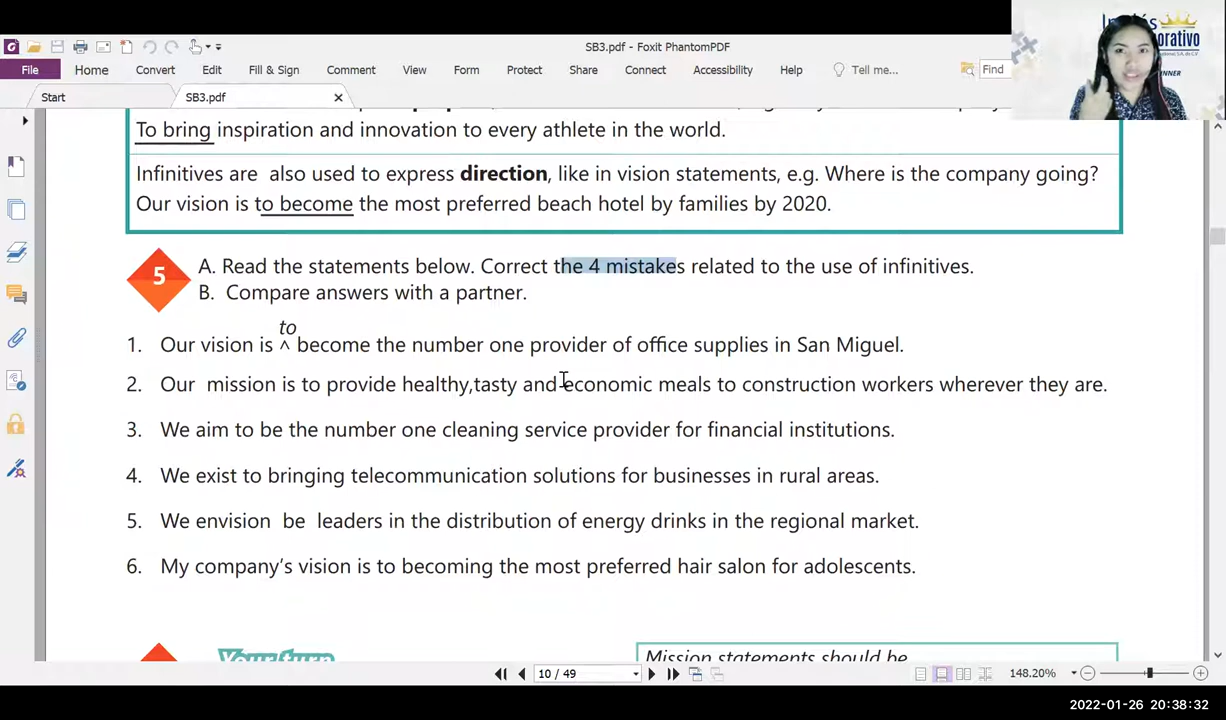 SB3.pdf - Foxit PhantomPDF
File Home Convert Edit Fill & Sign Comment View Form Protect Share Connect Accessibility Help Tell me... Find
Start SB3.pdf
To bring inspiration and innovation to every athlete in the world.
Infinitives are also used to express direction, like in vision statements, e.g. Where is the company going?
Our vision is to become the most preferred beach hotel by families by 2020.
5
A. Read the statements below. Correct the 4 mistakes related to the use of infinitives.
B. Compare answers with a partner.
to
1. Our vision is ^ become the number one provider of office supplies in San Miguel.
2. Our mission is to provide healthy,tasty and economic meals to construction workers wherever they are.
3. We aim to be the number one cleaning service provider for financial institutions.
4. We exist to bringing telecommunication solutions for businesses in rural areas.
5. We envision be leaders in the distribution of energy drinks in the regional market.
6. My company's vision is to becoming the most preferred hair salon for adolescents.
Your turn
Mission statements should be
10 / 49
148.20%
2022-01-26 20:38:32